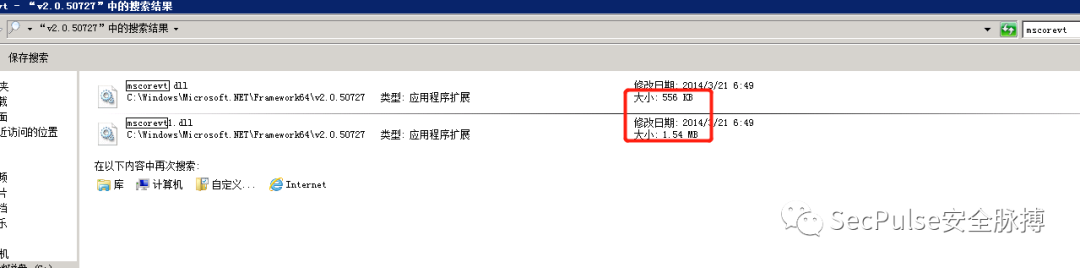 vt - “v2.0.50727”中的搜索结果
“v2.0.50727”中的搜索结果
mscorevt
保存搜索
夹
载
面
近访问的位置
频
片
档
乐
机
mscorevt.dll
修改日期: 2014/3/21 6:49
C:\Windows\Microsoft.NET\Framework64\v2.0.50727 类型: 应用程序扩展
大小: 556 KB
mscorevt1.dll
修改日期: 2014/3/21 6:49
C:\Windows\Microsoft.NET\Framework64\v2.0.50727 类型: 应用程序扩展
大小: 1.54 MB
在以下内容中再次搜索:
库 计算机 自定义... Internet
SecPulse安全脉搏